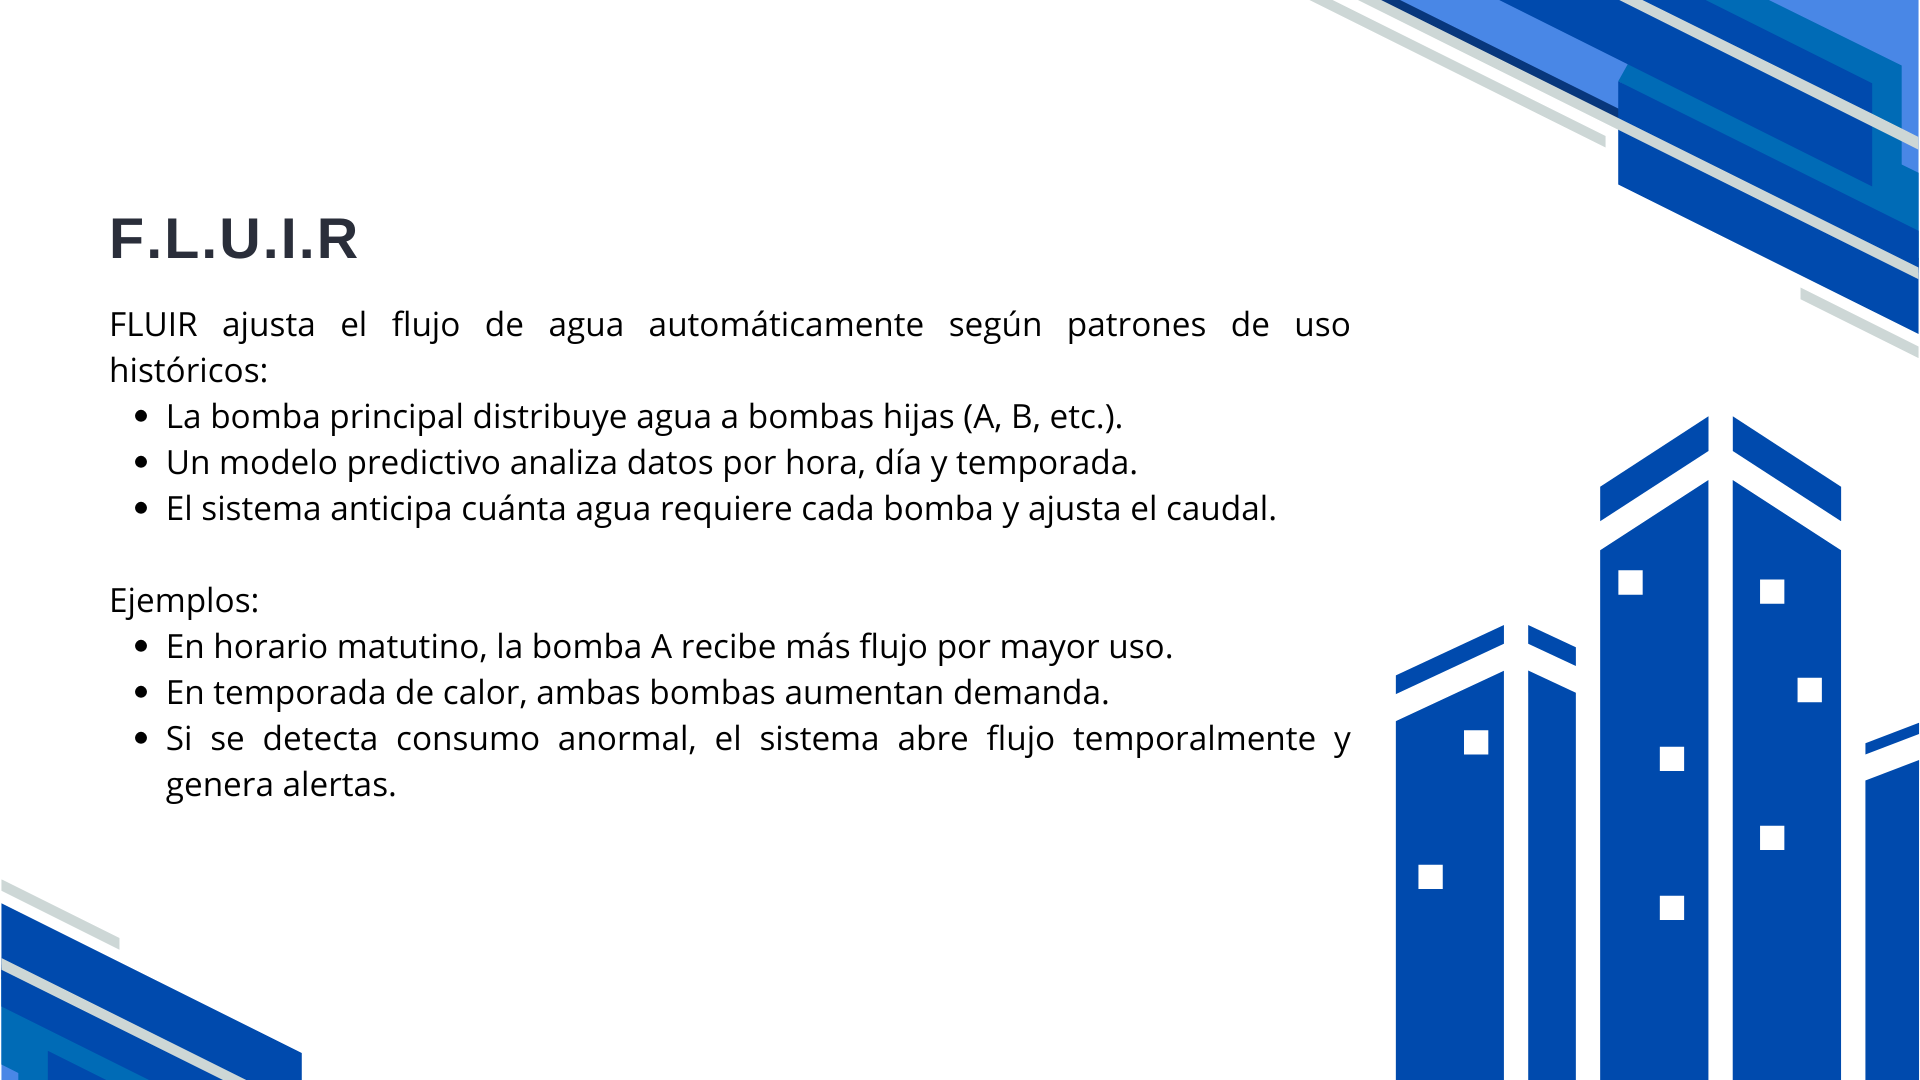 F.L.U.I.R
FLUIR ajusta el flujo de agua automáticamente según patrones de uso
históricos:
• La bomba principal distribuye agua a bombas hijas (A, B, etc.).
• Un modelo predictivo analiza datos por hora, día y temporada.
• El sistema anticipa cuánta agua requiere cada bomba y ajusta el caudal.
Ejemplos:
• En horario matutino, la bomba A recibe más flujo por mayor uso.
• En temporada de calor, ambas bombas aumentan demanda.
• Si se detecta consumo anormal, el sistema abre flujo temporalmente y
genera alertas.